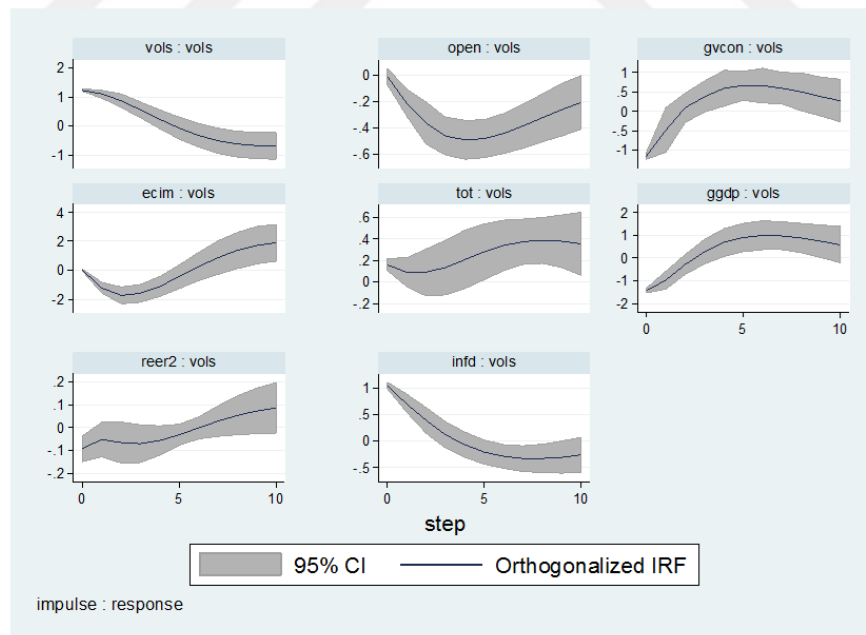 vols : vols
2
1
0
-1
open : vols
0
-.2
-.4
-.6
gvcon : vols
1
.5
0
-.5
-1
ecim : vols
4
2
0
-2
tot : vols
.6
.4
.2
0
-.2
ggdp : vols
2
1
0
-1
-2
0 5 10
reer2 : vols
.2
.1
0
-.1
-.2
0 5 10
infd : vols
1
.5
0
-.5
0 5 10
step
95% CI Orthogonalized IRF
impulse : response